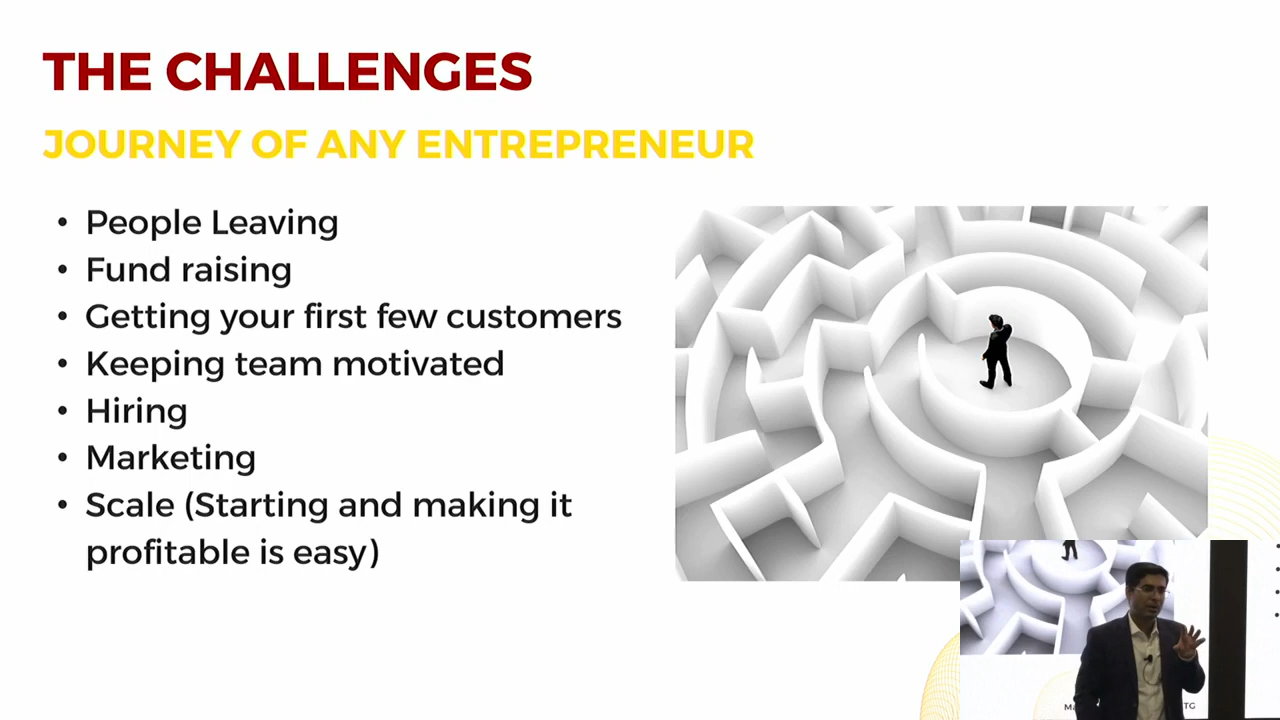 THE CHALLENGES
JOURNEY OF ANY ENTREPRENEUR
• People Leaving
• Fund raising
• Getting your first few customers
• Keeping team motivated
• Hiring
• Marketing
• Scale (Starting and making it
profitable is easy)
TG